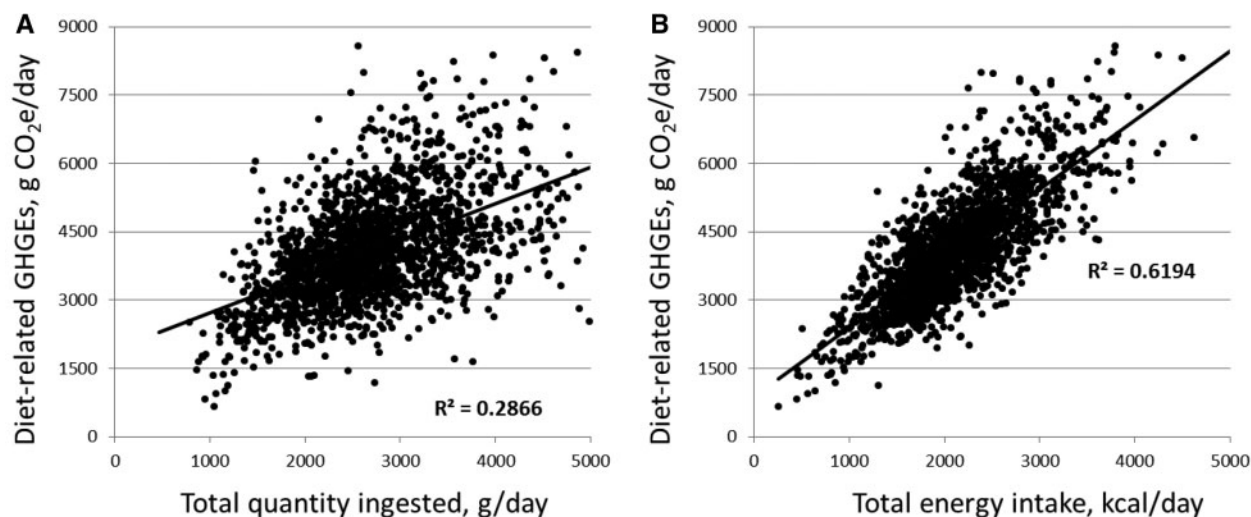 A
Diet-related GHGEs, g CO₂e/day
9000
7500
6000
4500
3000
1500
0
R² = 0.2866
0 1000 2000 3000 4000 5000
Total quantity ingested, g/day
B
Diet-related GHGEs, g CO₂e/day
9000
7500
6000
4500
3000
1500
0
R² = 0.6194
0 1000 2000 3000 4000 5000
Total energy intake, kcal/day